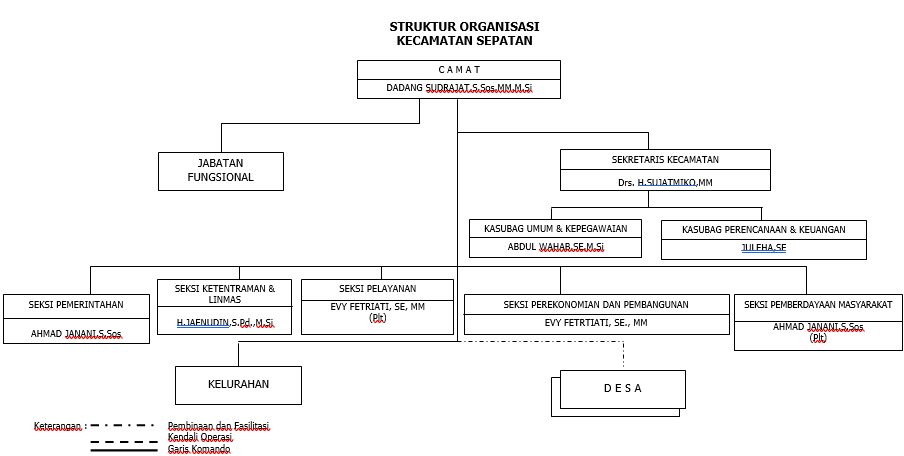 STRUKTUR ORGANISASI
KECAMATAN SEPATAN
C A M A T
DADANG SUDRAJAT,S,Sos,MM,M,Si
JABATAN
FUNGSIONAL
SEKRETARIS KECAMATAN
Drs. H.SUJATMIKO,MM
KASUBAG UMUM & KEPEGAWAIAN
ABDUL WAHAB,SE,M,Si
KASUBAG PERENCANAAN & KEUANGAN
JULEHA,SE
SEKSI PEMERINTAHAN
AHMAD JANANI,S,Sos
SEKSI KETENTRAMAN &
LINMAS
H.JAENUDIN,S,Pd,,M,Si
SEKSI PELAYANAN
EVY FETRIATI, SE, MM
(Plt)
SEKSI PEREKONOMIAN DAN PEMBANGUNAN
EVY FETRTIATI, SE., MM
SEKSI PEMBERDAYAAN MASYARAKAT
AHMAD JANANI,S,Sos
(Plt)
KELURAHAN
D E S A
Keterangan :
Pembinaan dan Fasilitasi
Kendali Operasi
Garis Komando